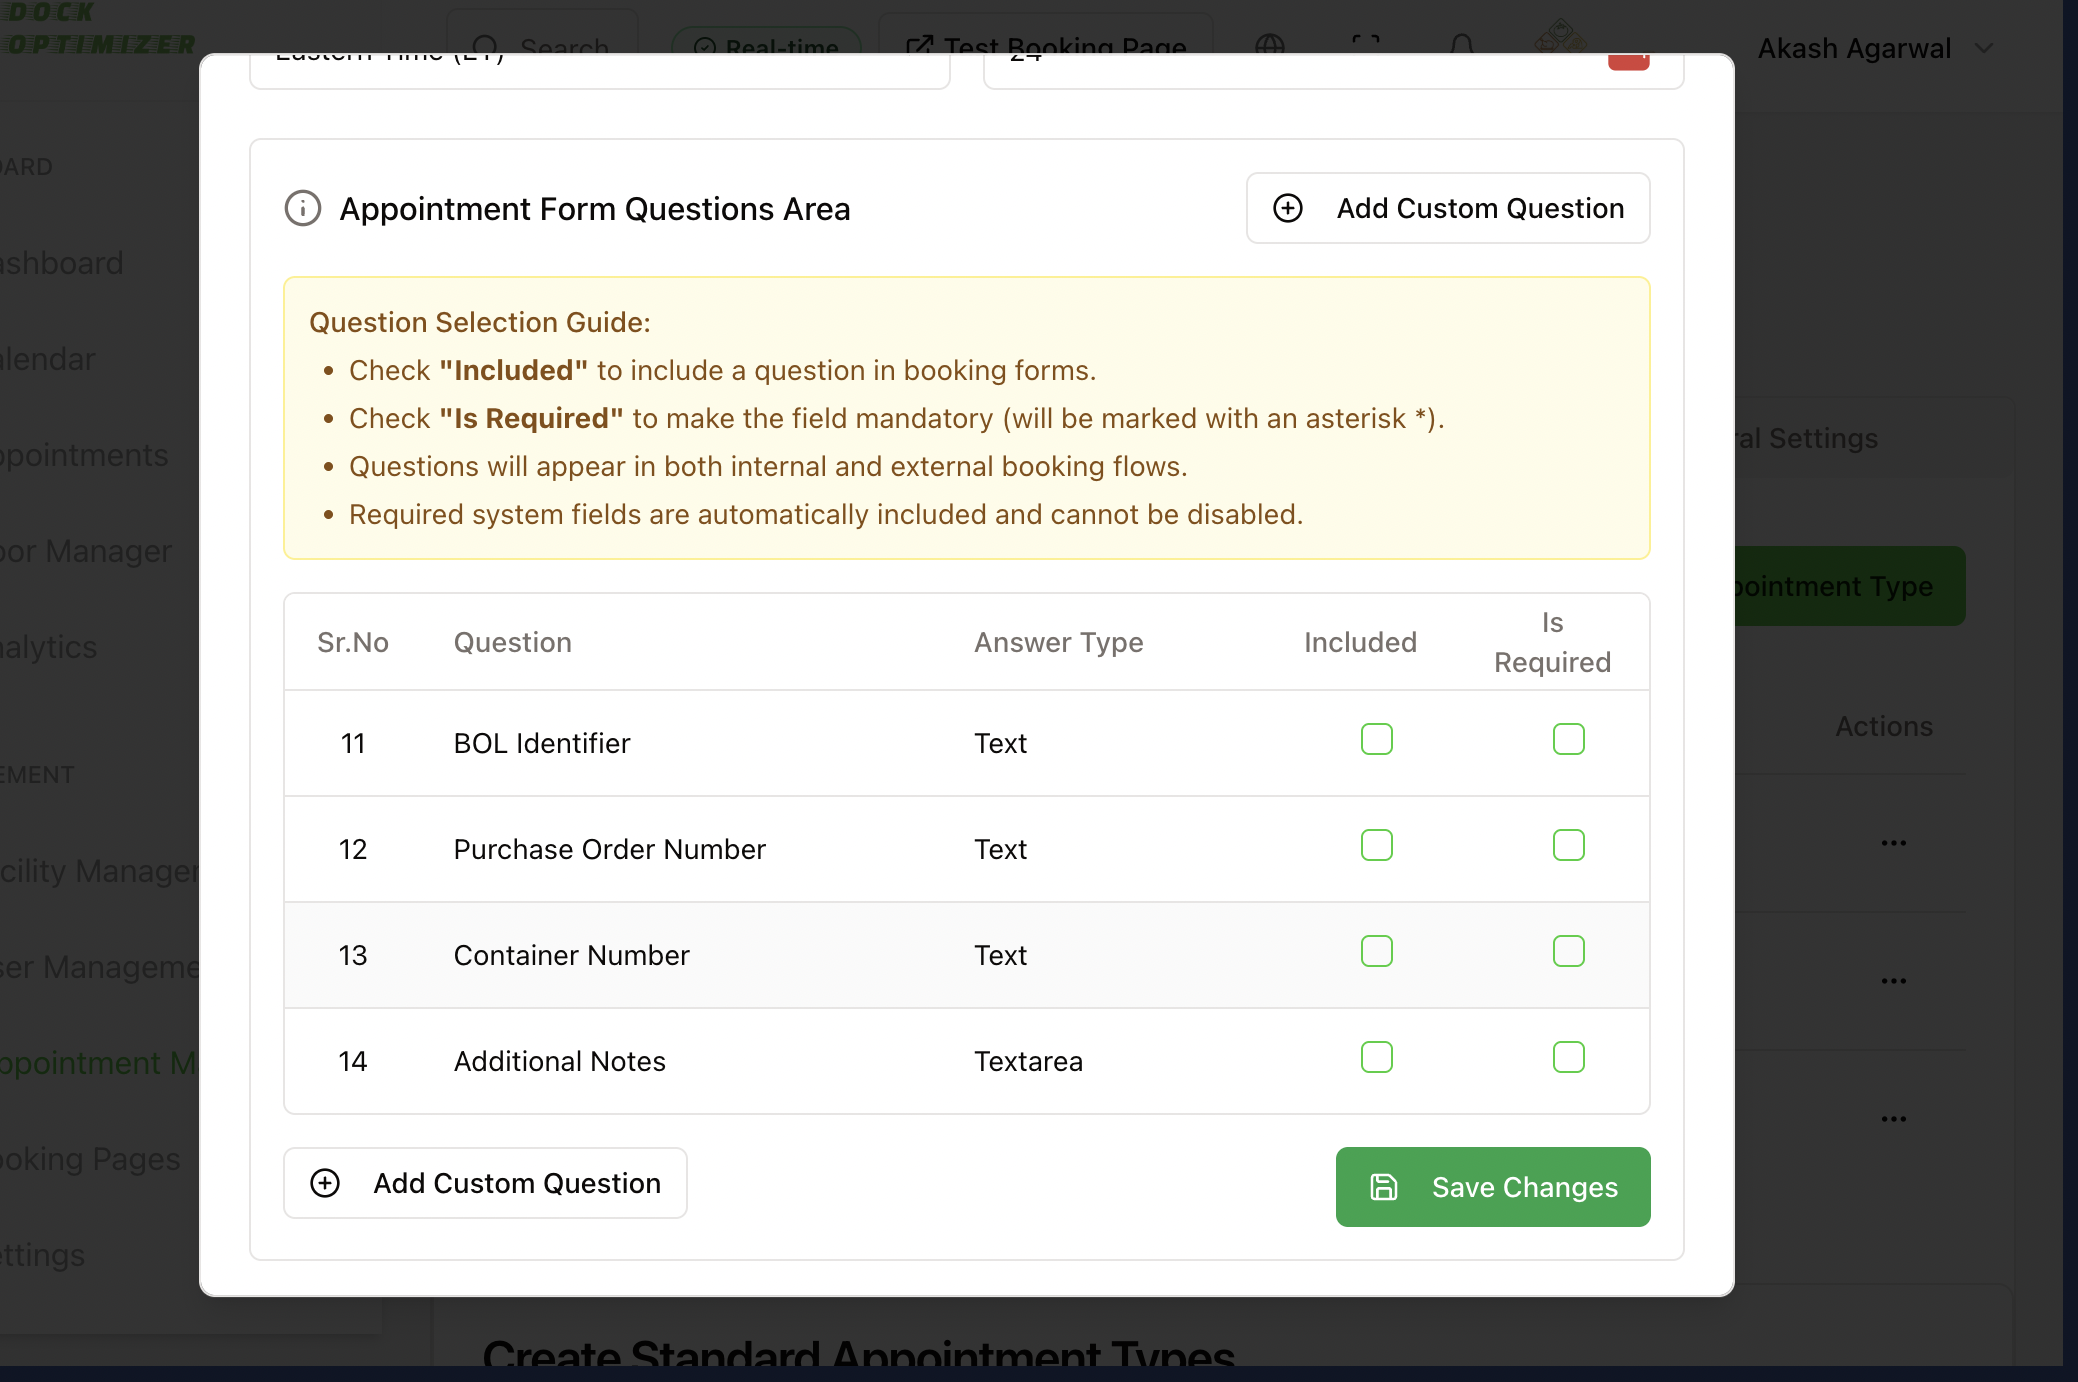 DOCK
OPTIMIZER
Search
Real-time
Test Booking Page
Akash Agarwal
Eastern Time (ET)
24
Appointment Form Questions Area
Add Custom Question
Question Selection Guide:
• Check "Included" to include a question in booking forms.
• Check "Is Required" to make the field mandatory (will be marked with an asterisk *).
• Questions will appear in both internal and external booking flows.
• Required system fields are automatically included and cannot be disabled.
Sr.No Question Answer Type Included Is Required
11 BOL Identifier Text
12 Purchase Order Number Text
13 Container Number Text
14 Additional Notes Textarea
Add Custom Question
Save Changes
ARD
ashboard
alendar
ppointments
oor Manager
nalytics
EMENT
cility Manager
ser Manageme
ppointment M
ooking Pages
ettings
ral Settings
pointment Type
Actions
Create Standard Appointment Types